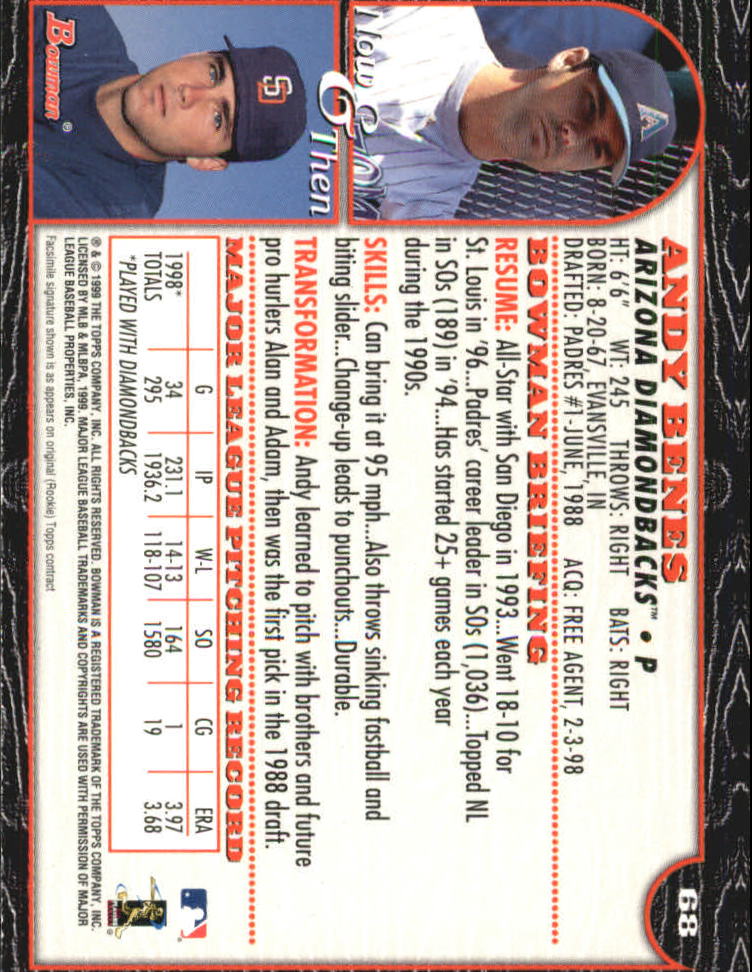 68
ANDY BENES
ARIZONA DIAMONDBACKS™ • P
HT: 6'6" WT: 245 THROWS: RIGHT BATS: RIGHT
BORN: 8-20-67, EVANSVILLE, IN
DRAFTED: PADRES #1-JUNE, 1988 ACQ: FREE AGENT, 2-3-98
BOWMAN BRIEFING
RESUME: All-Star with San Diego in 1993...Went 18-10 for
St. Louis in '96...Padres' career leader in SOs (1,036)...Topped NL
in SOs (189) in '94...Has started 25+ games each year
during the 1990s.
SKILLS: Can bring it at 95 mph...Also throws sinking fastball and
biting slider...Change-up leads to punchouts...Durable.
TRANSFORMATION: Andy learned to pitch with brothers and future
pro hurlers Alan and Adam, then was the first pick in the 1988 draft.
MAJOR LEAGUE PITCHING RECORD
G IP W-L SO CG ERA
1998* 34 231.1 14-13 164 1 3.97
TOTALS 295 1936.2 118-107 1580 19 3.68
*PLAYED WITH DIAMONDBACKS
® & © 1999 THE TOPPS COMPANY, INC. ALL RIGHTS RESERVED. BOWMAN IS A REGISTERED TRADEMARK OF THE TOPPS COMPANY, INC.
LICENSED BY MLB & MLBPA, 1999. MAJOR LEAGUE BASEBALL TRADEMARKS AND COPYRIGHTS ARE USED WITH PERMISSION OF MAJOR
LEAGUE BASEBALL PROPERTIES, INC.
Facsimile signature shown is as appears on original (Rookie) Topps contract
Now & Then
A
SD
Bowman®